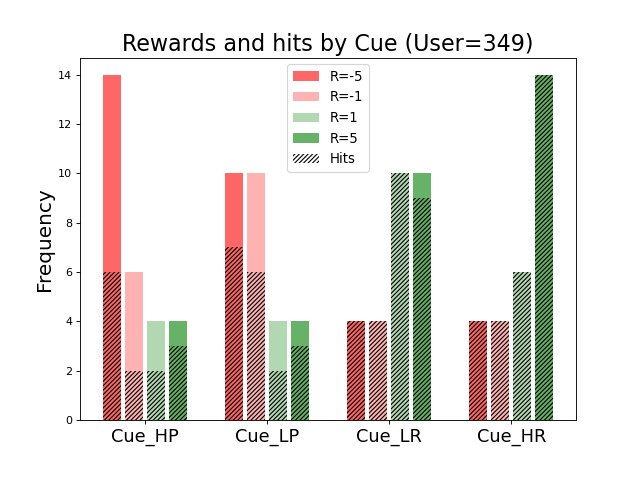 Rewards and hits by Cue (User=349)
R=-5
R=-1
R=1
R=5
Hits
Frequency
14
12
10
8
6
4
2
0
Cue_HP
Cue_LP
Cue_LR
Cue_HR